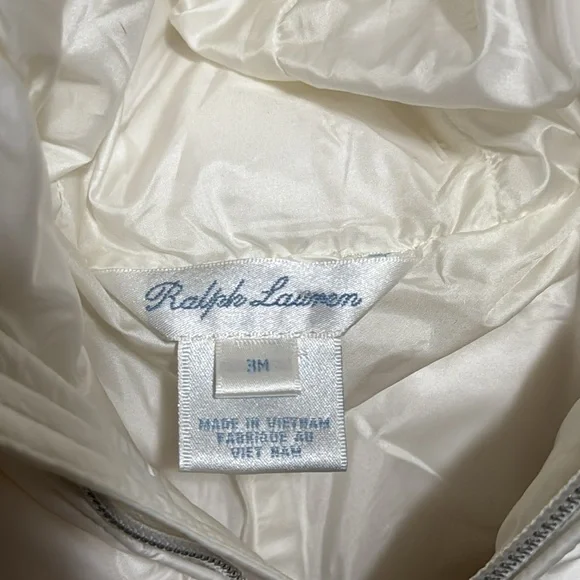 Ralph Lauren
3M
MADE IN VIETNAM
FABRIQUE AU
VIET NAM